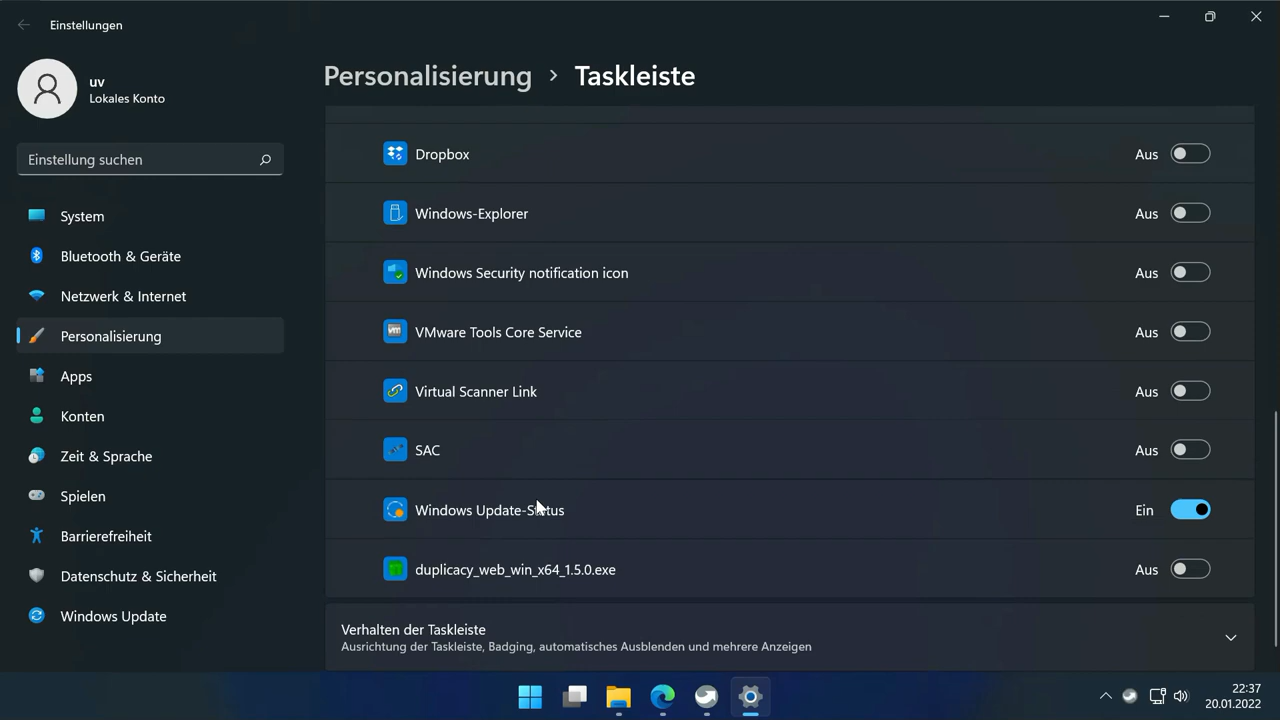 Einstellungen
uv
Lokales Konto
Einstellung suchen
System
Bluetooth & Geräte
Netzwerk & Internet
Personalisierung
Apps
Konten
Zeit & Sprache
Spielen
Barrierefreiheit
Datenschutz & Sicherheit
Windows Update
Personalisierung > Taskleiste
Dropbox Aus
Windows-Explorer Aus
Windows Security notification icon Aus
VMware Tools Core Service Aus
Virtual Scanner Link Aus
SAC Aus
Windows Update-Status Ein
duplicacy_web_win_x64_1.5.0.exe Aus
Verhalten der Taskleiste
Ausrichtung der Taskleiste, Badging, automatisches Ausblenden und mehrere Anzeigen
22:37
20.01.2022